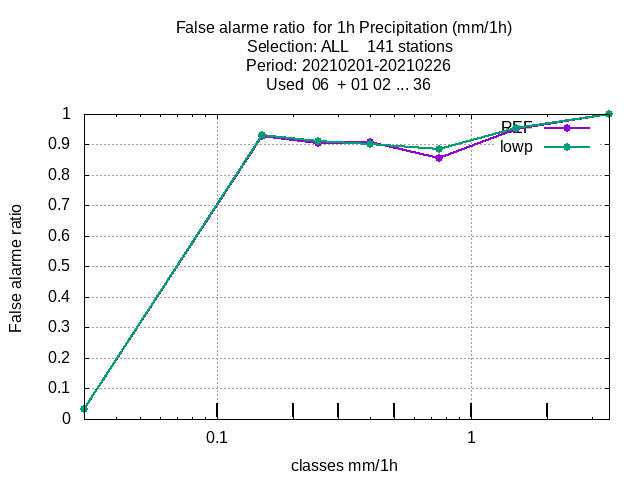 False alarme ratio  for 1h Precipitation (mm/1h)
Selection: ALL    141 stations
Period: 20210201-20210226
Used  06  + 01 02 ... 36
REF
lowp
1
0.9
0.8
0.7
0.6
0.5
0.4
0.3
0.2
0.1
0
False alarme ratio
0.1
1
classes mm/1h